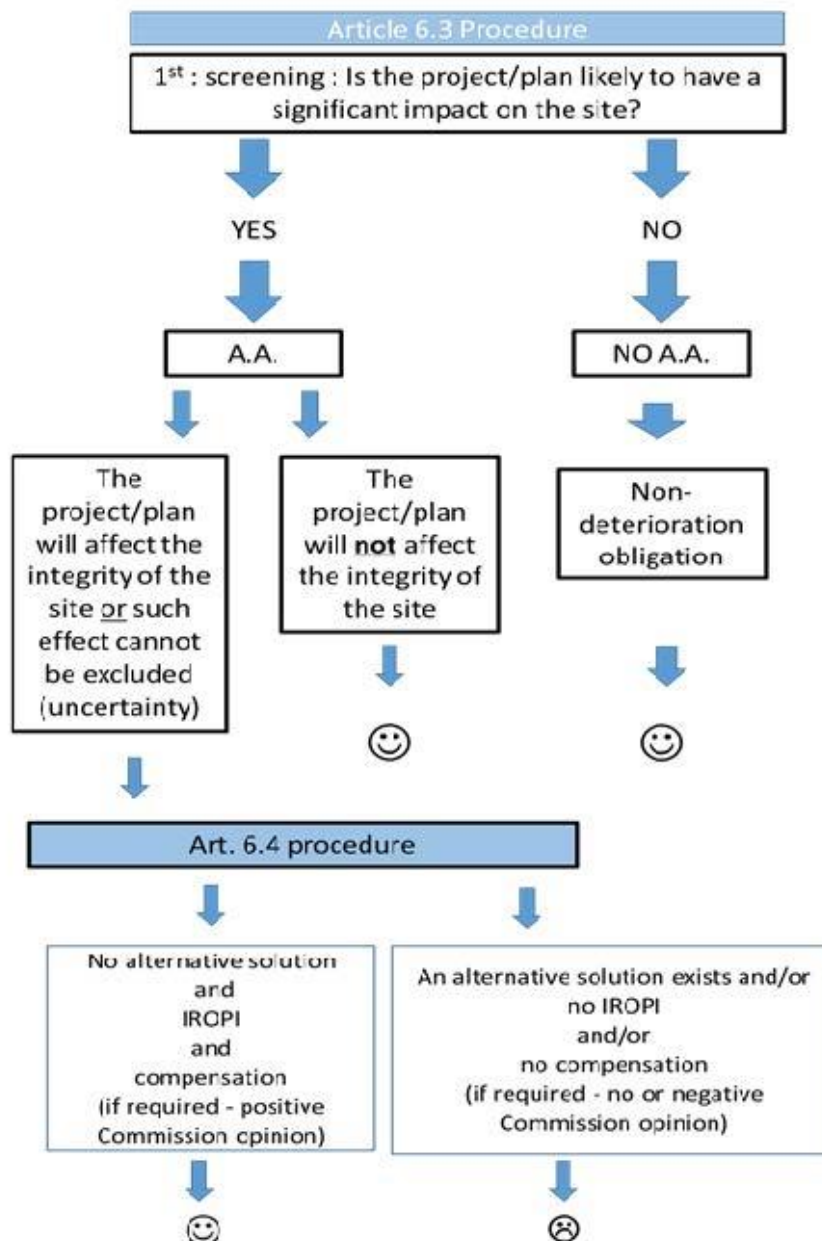 Article 6.3 Procedure
1st : screening : Is the project/plan likely to have a
significant impact on the site?
YES
NO
A.A.
NO A.A.
The
project/plan
will affect the
integrity of the
site or such
effect cannot
be excluded
(uncertainty)
The
project/plan
will not affect
the integrity of
the site
Non-
deterioration
obligation
Art. 6.4 procedure
No alternative solution
and
IROPI
and
compensation
(if required - positive
Commission opinion)
An alternative solution exists and/or
no IROPI
and/or
no compensation
(if required - no or negative
Commission opinion)